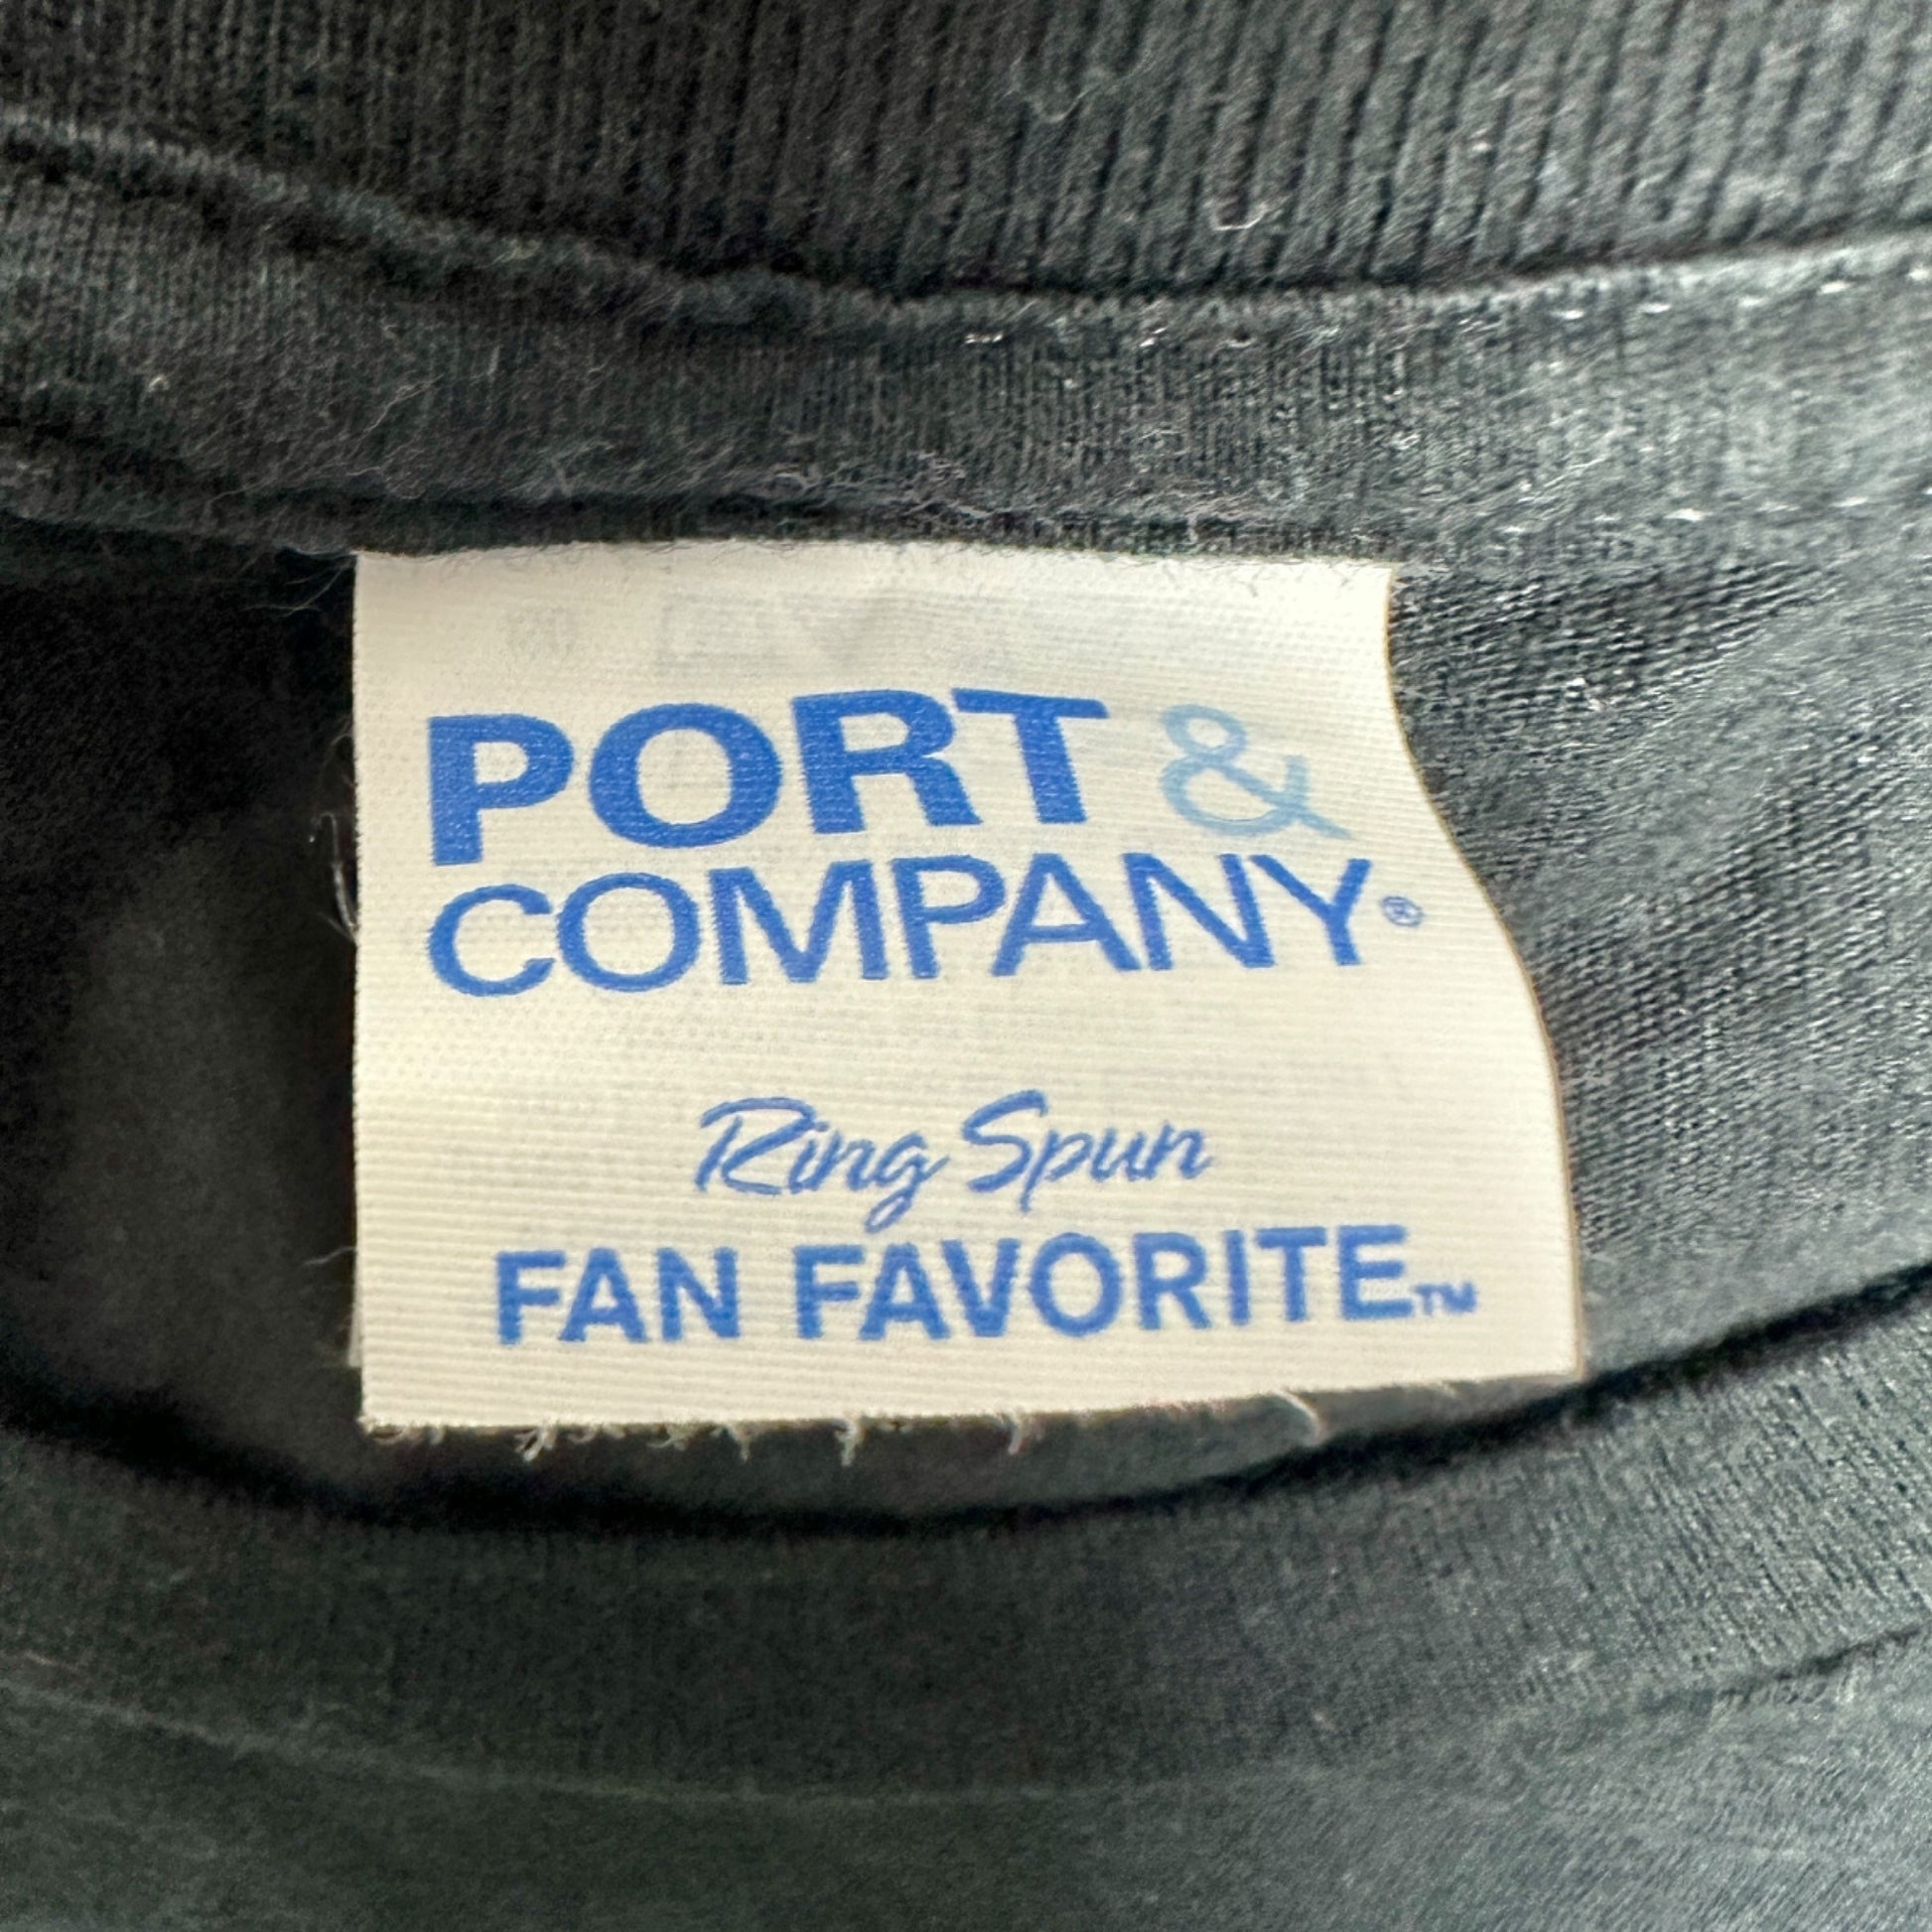 PORT &
COMPANY®
Ring Spun
FAN FAVORITE™